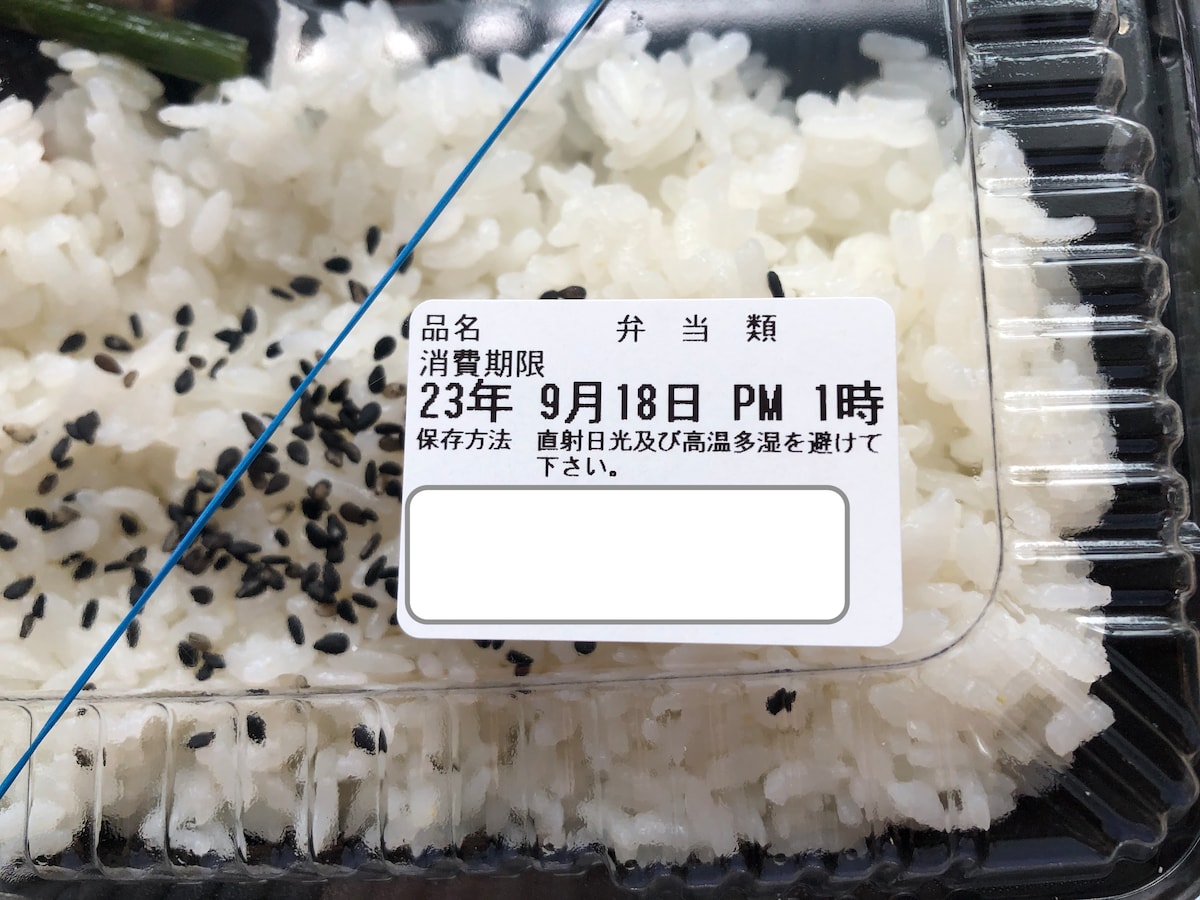 品名 弁当類
消費期限
23年 9月18日 PM 1時
保存方法 直射日光及び高温多湿を避けて
下さい。